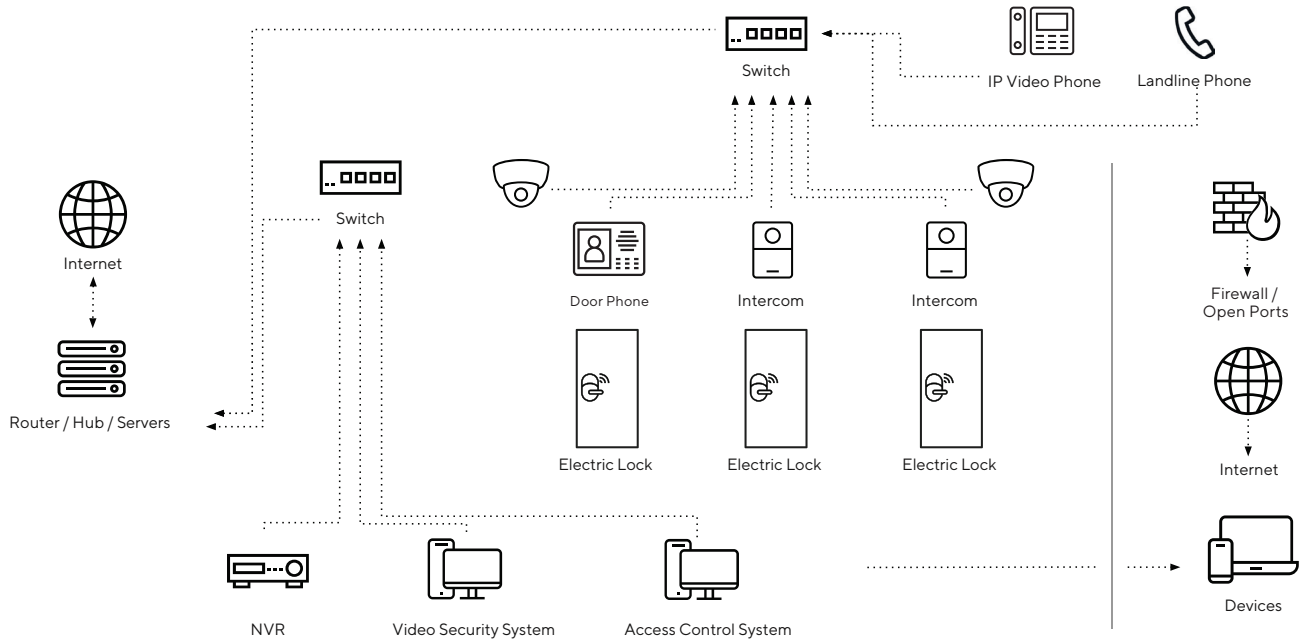 Switch
IP Video Phone
Landline Phone
Switch
Internet
Door Phone
Intercom
Intercom
Firewall /
Open Ports
Router / Hub / Servers
Electric Lock
Electric Lock
Electric Lock
Internet
Devices
NVR
Video Security System
Access Control System